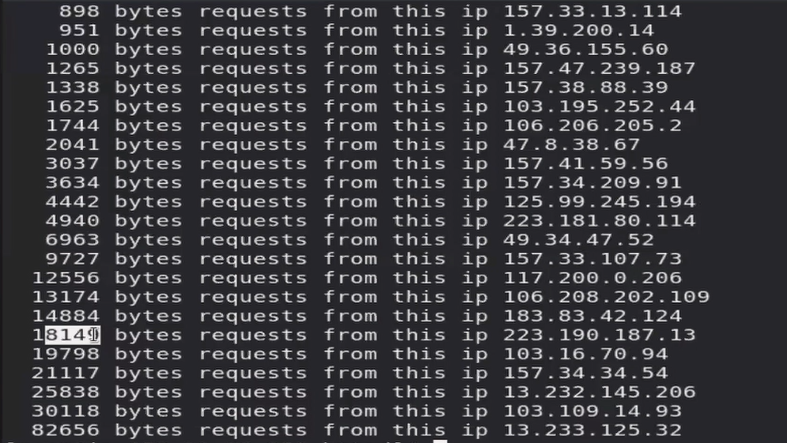 898 bytes requests from this ip 157.33.13.114
951 bytes requests from this ip 1.39.200.14
1000 bytes requests from this ip 49.36.155.60
1265 bytes requests from this ip 157.47.239.187
1338 bytes requests from this ip 157.38.88.39
1625 bytes requests from this ip 103.195.252.44
1744 bytes requests from this ip 106.206.205.2
2041 bytes requests from this ip 47.8.38.67
3037 bytes requests from this ip 157.41.59.56
3634 bytes requests from this ip 157.34.209.91
4442 bytes requests from this ip 125.99.245.194
4940 bytes requests from this ip 223.181.80.114
6963 bytes requests from this ip 49.34.47.52
9727 bytes requests from this ip 157.33.107.73
12556 bytes requests from this ip 117.200.0.206
13174 bytes requests from this ip 106.208.202.109
14884 bytes requests from this ip 183.83.42.124
bytes requests from this ip 223.190.187.13
19798 bytes requests from this ip 103.16.70.94
21117 bytes requests from this ip 157.34.34.54
25838 bytes requests from this ip 13.232.145.206
30118 bytes requests from this ip 103.109.14.93
82656 bytes requests from this ip 13.233.125.32